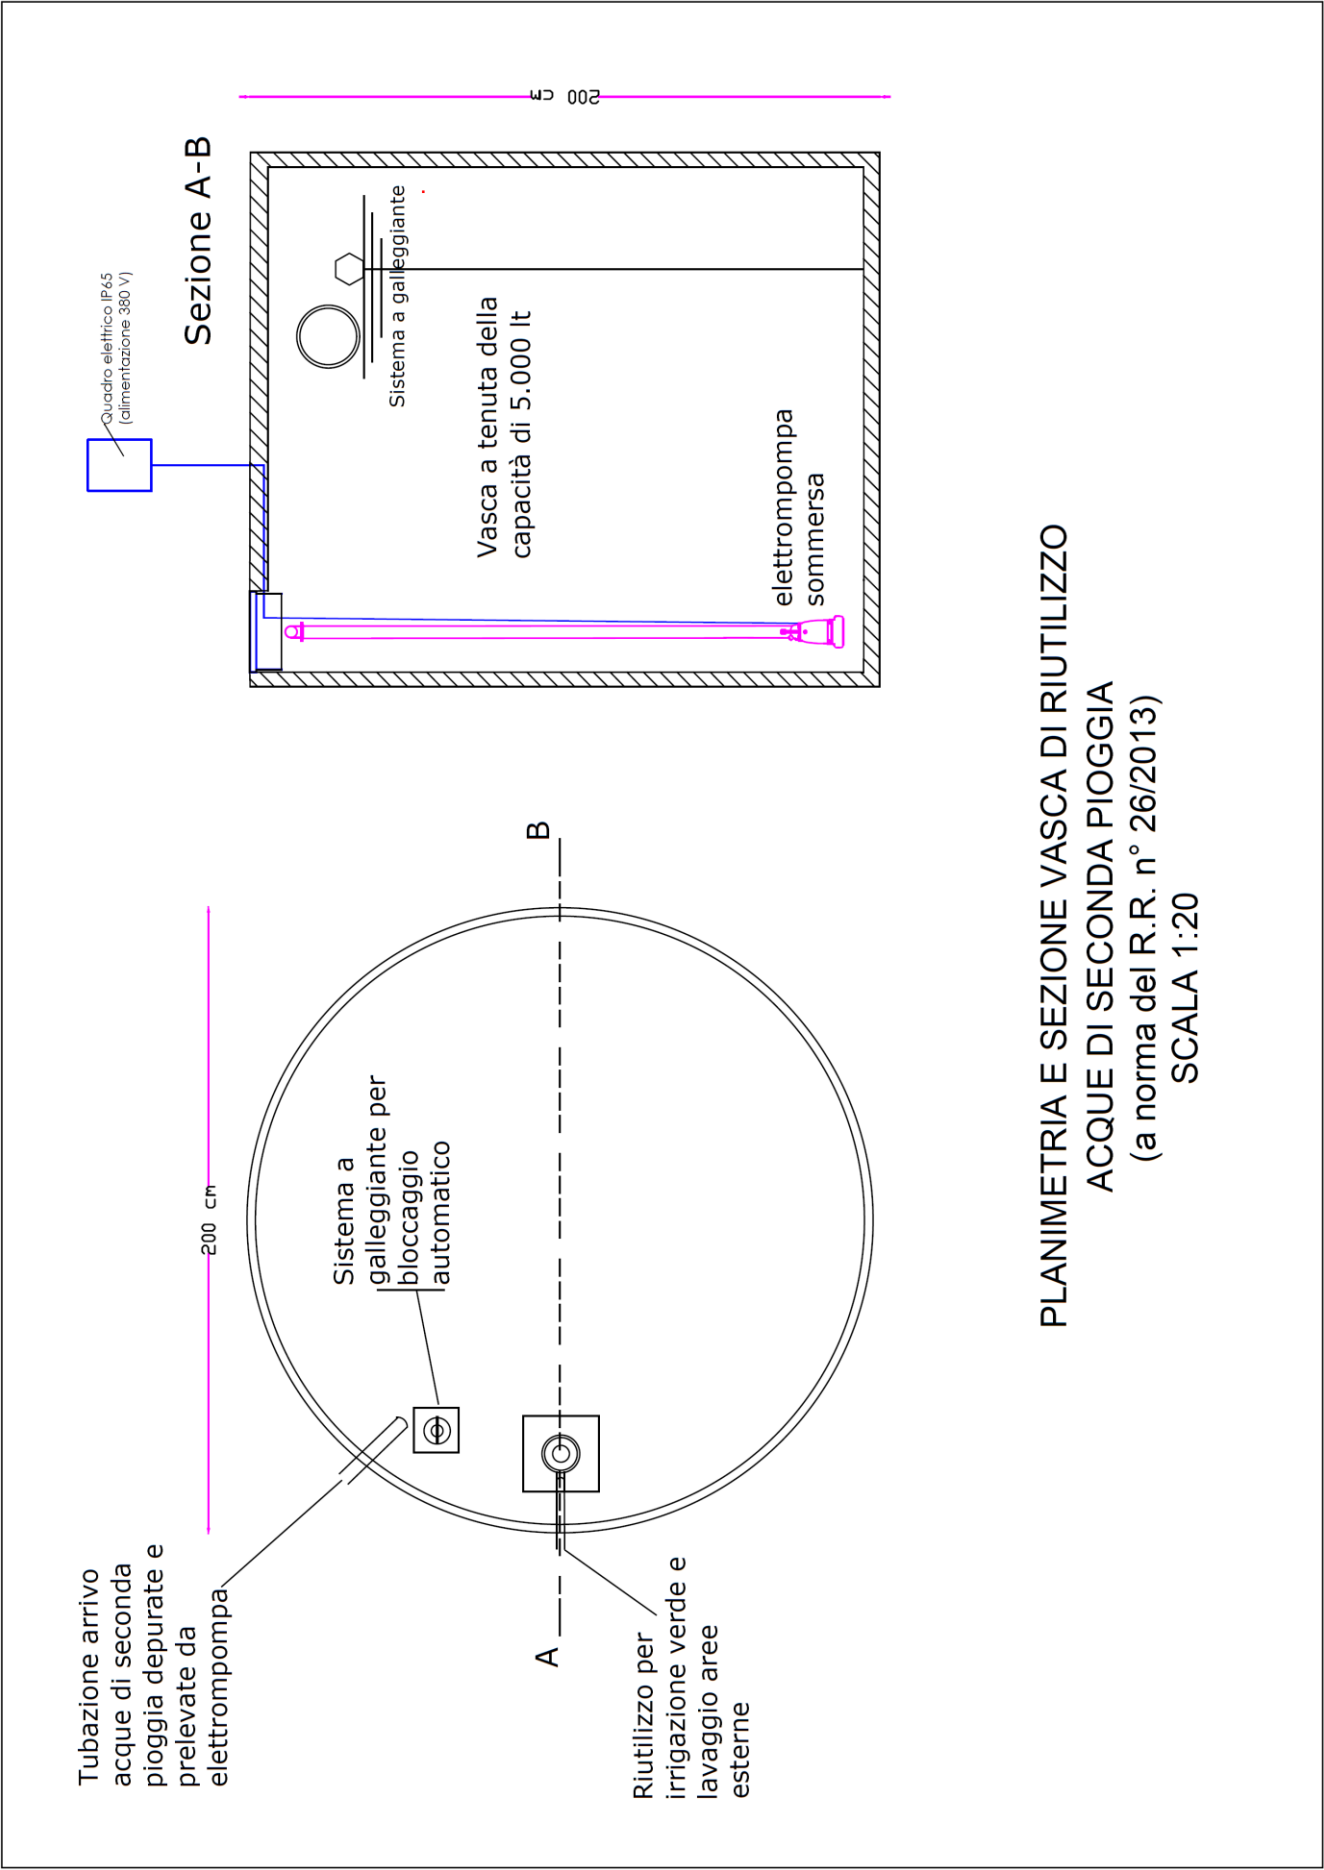 Tubazione arrivo
acque di seconda
pioggia depurate e
prelevate da
elettrompompa
200 cm
Sistema a
galleggiante per
bloccaggio
automatico
A
B
Riutilizzo per
irrigazione verde e
lavaggio aree
esterne
Quadro elettrico IP65
(alimentazione 380 V)
Sezione A-B
200 cm
Sistema a galleggiante
Vasca a tenuta della
capacità di 5.000 lt
elettrompompa
sommersa
PLANIMETRIA E SEZIONE VASCA DI RIUTILIZZO
ACQUE DI SECONDA PIOGGIA
(a norma del R.R. n° 26/2013)
SCALA 1:20